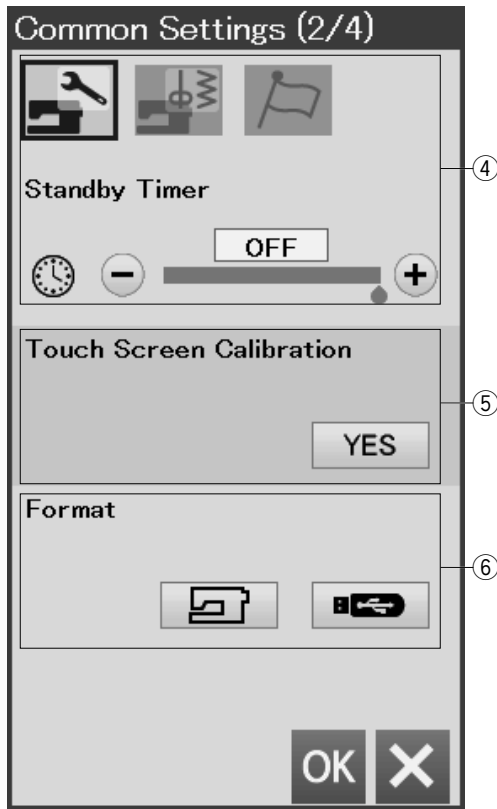 Common Settings (2/4)
④
Standby Timer
OFF
Touch Screen Calibration
⑤
YES
Format
⑥
OK